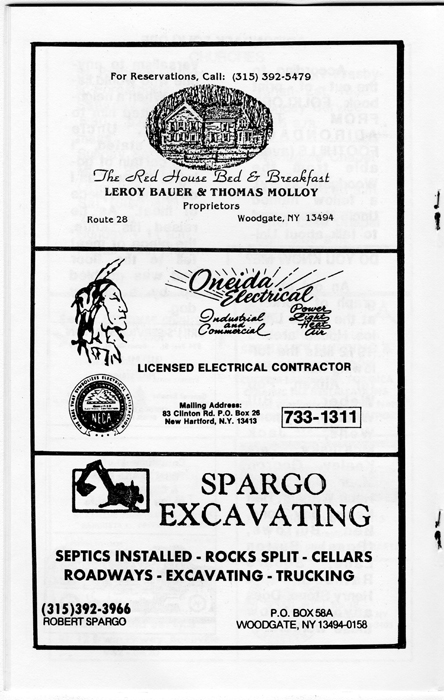 For Reservations, Call: (315) 392-5479
The Red House Bed & Breakfast
LEROY BAUER & THOMAS MOLLOY
Proprietors
Route 28 Woodgate, NY 13494
Oneida
Electrical
Industrial
and
Commercial
Power
Light
Heat
Air
LICENSED ELECTRICAL CONTRACTOR
NECA
Mailing Address:
83 Clinton Rd. P.O. Box 26
New Hartford, N.Y. 13413
733-1311
SPARGO
EXCAVATING
SEPTICS INSTALLED - ROCKS SPLIT - CELLARS
ROADWAYS - EXCAVATING - TRUCKING
(315)392-3966
ROBERT SPARGO
P.O. BOX 58A
WOODGATE, NY 13494-0158